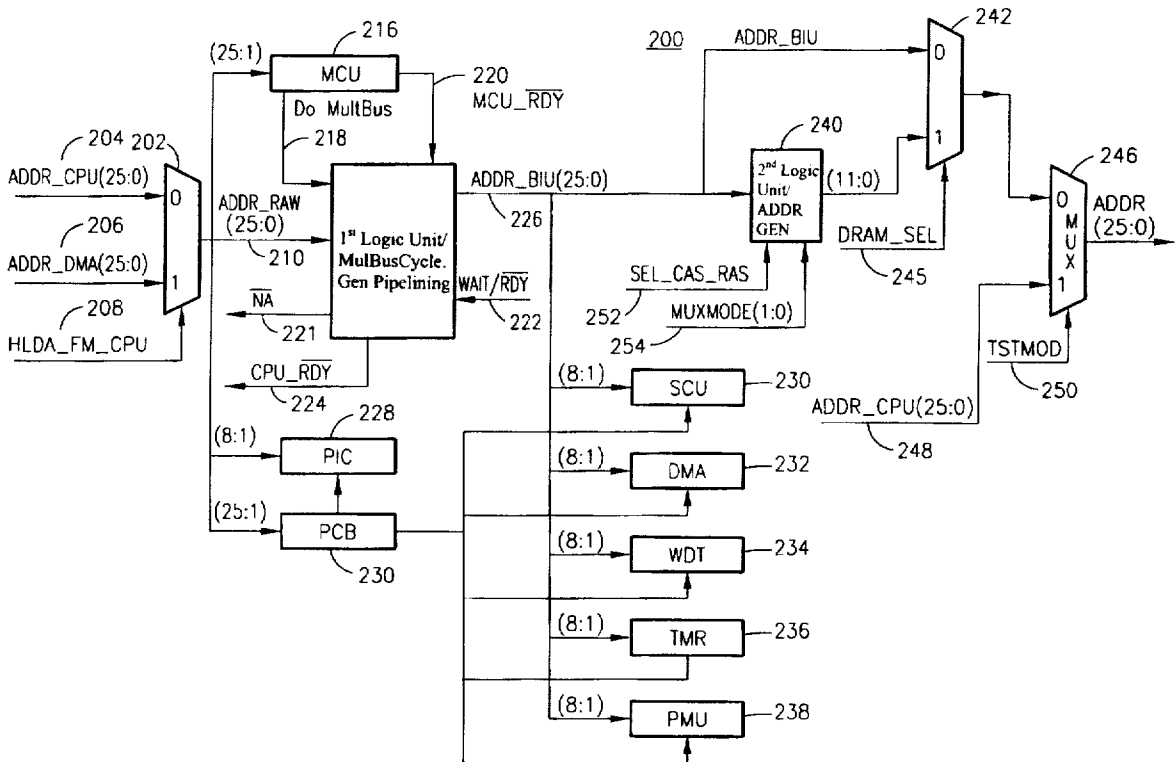 216
200
ADDR_BIU
242
(25:1)
MCU
220
MCU_RDY
Do MultBus
218
0
1
204
202
ADDR_CPU(25:0)
0
206
ADDR_DMA(25:0)
1
208
HLDA_FM_CPU
ADDR_RAW
(25:0)
210
1st Logic Unit/
MulBusCycle.
Gen Pipelining
ADDR_BIU(25:0)
226
240
2nd Logic
Unit/
ADDR
GEN
(11:0)
246
0
MUX
1
ADDR
(25:0)
DRAM_SEL
245
SEL_CAS_RAS
252
MUXMODE(1:0)
254
NA
221
WAIT/RDY
222
CPU_RDY
224
TSTMOD
250
ADDR_CPU(25:0)
248
228
(8:1)
PIC
(25:1)
PCB
230
(8:1)
SCU
230
(8:1)
DMA
232
(8:1)
WDT
234
(8:1)
TMR
236
(8:1)
PMU
238